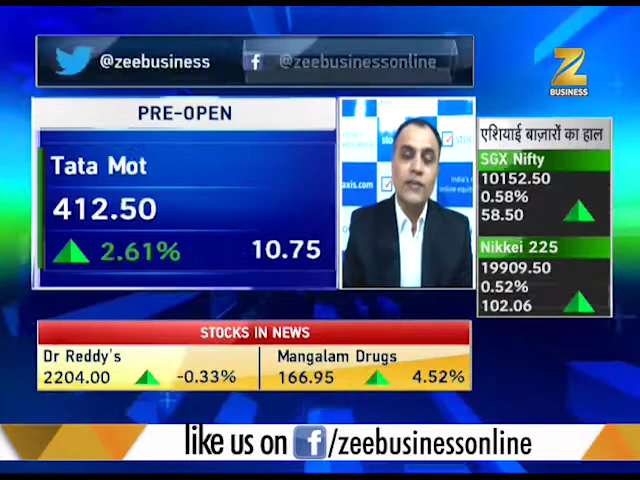 @zeebusiness
f @zeebusinessonline
Z
BUSINESS
PRE-OPEN
Tata Mot
412.50
2.61% 10.75
axis.com
एशियाई बाज़ारों का हाल
SGX Nifty
10152.50
0.58%
58.50
Nikkei 225
19909.50
0.52%
102.06
STOCKS IN NEWS
Dr Reddy's
2204.00 -0.33%
Mangalam Drugs
166.95 4.52%
like us on f/zeebusinessonline